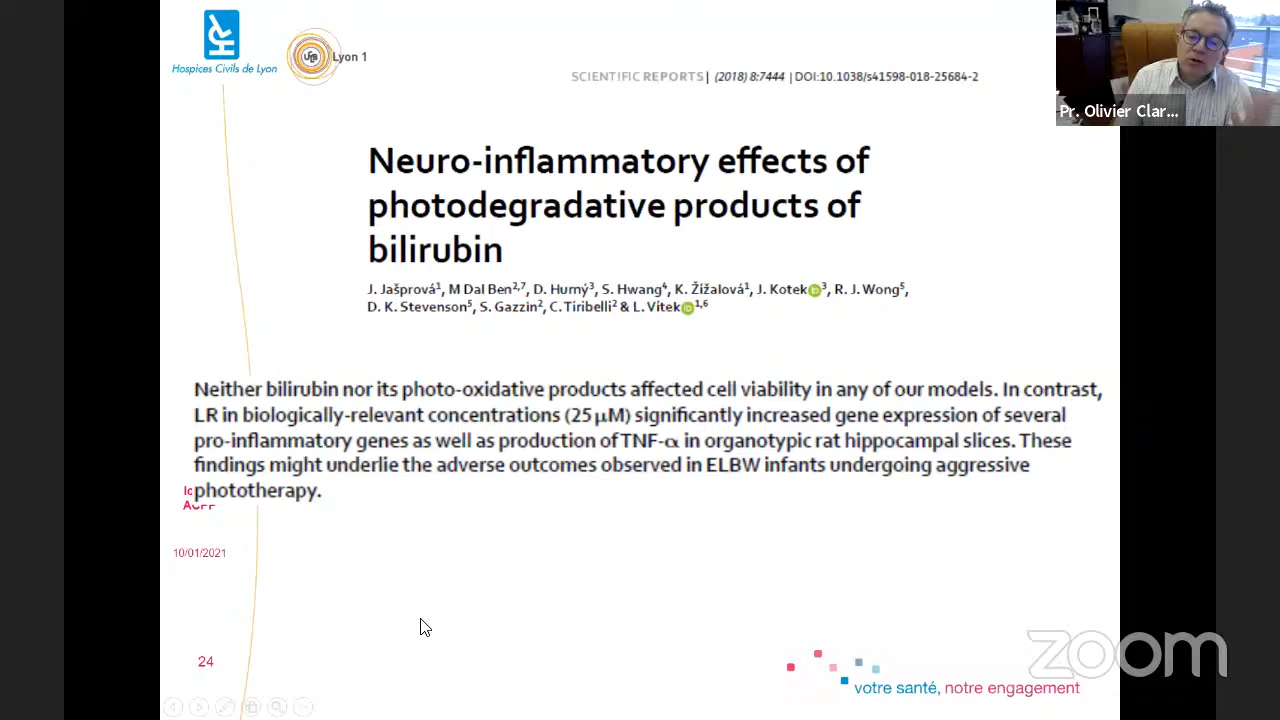 Hospices Civils de Lyon
Lyon 1
SCIENTIFIC REPORTS | (2018) 8:7444 | DOI:10.1038/s41598-018-25684-2
Pr. Olivier Clar...
Neuro-inflammatory effects of
photodegradative products of
bilirubin
J. Jašprová¹, M Dal Ben²,⁷, D. Hurný³, S. Hwang⁴, K. Žížalová¹, J. Kotek³, R. J. Wong⁵,
D. K. Stevenson⁵, S. Gazzin², C. Tiribelli² & L. Vítek¹,⁶
Neither bilirubin nor its photo-oxidative products affected cell viability in any of our models. In contrast,
LR in biologically-relevant concentrations (25 µM) significantly increased gene expression of several
pro-inflammatory genes as well as production of TNF-α in organotypic rat hippocampal slices. These
findings might underlie the adverse outcomes observed in ELBW infants undergoing aggressive
phototherapy.
10/01/2021
24
zoom
votre santé, notre engagement